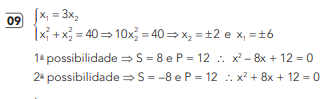 09 x₁ = 3x₂
x₁² + x₂² = 40 ⇒ 10x₂² = 40 ⇒ x₂ = ±2 e x₁ = ±6
1ª possibilidade ⇒ S = 8 e P = 12 ∴ x² – 8x + 12 = 0
2ª possibilidade ⇒ S = –8 e P = 12 ∴ x² + 8x + 12 = 0